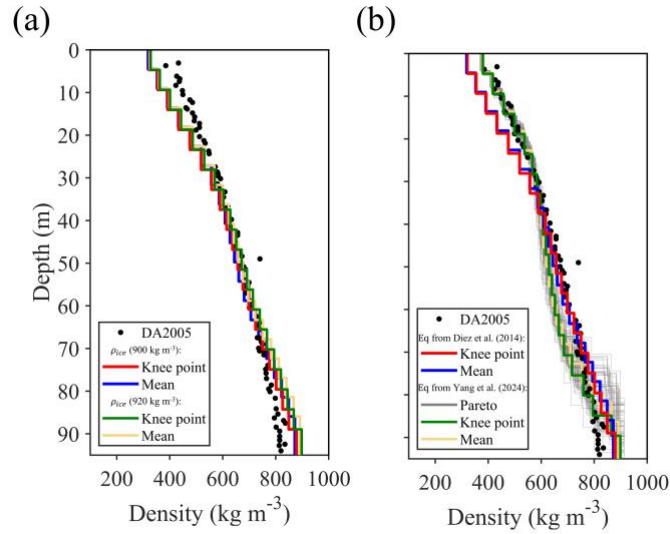 (a)
(b)
0
10
20
30
40
50
60
70
80
90
Depth (m)
DA2005
ρice (900 kg m-3):
Knee point
Mean
ρice (920 kg m-3):
Knee point
Mean
200 400 600 800 1000
Density (kg m-3)
DA2005
Eq from Diez et al. (2014):
Knee point
Mean
Eq from Yang et al. (2024):
Pareto
Knee point
Mean
200 400 600 800 1000
Density (kg m-3)